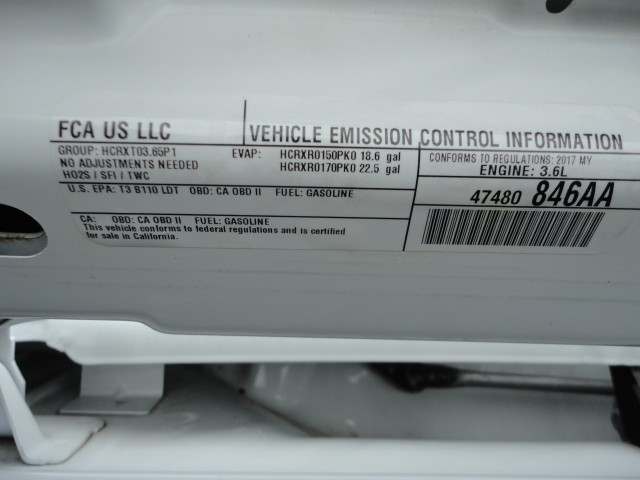 FCA US LLC
VEHICLE EMISSION CONTROL INFORMATION
GROUP: HCRXT03.65P1
EVAP: HCRXR0150PK0 18.6 gal
HCRXR0170PK0 22.5 gal
NO ADJUSTMENTS NEEDED
HO2S / SFI / TWC
CONFORMS TO REGULATIONS: 2017 MY
ENGINE: 3.6L
U.S. EPA: T3 B110 LDT OBD: CA OBD II FUEL: GASOLINE
47480 846AA
CA: OBD: CA OBD II FUEL: GASOLINE
This vehicle conforms to federal regulations and is certified
for sale in California.